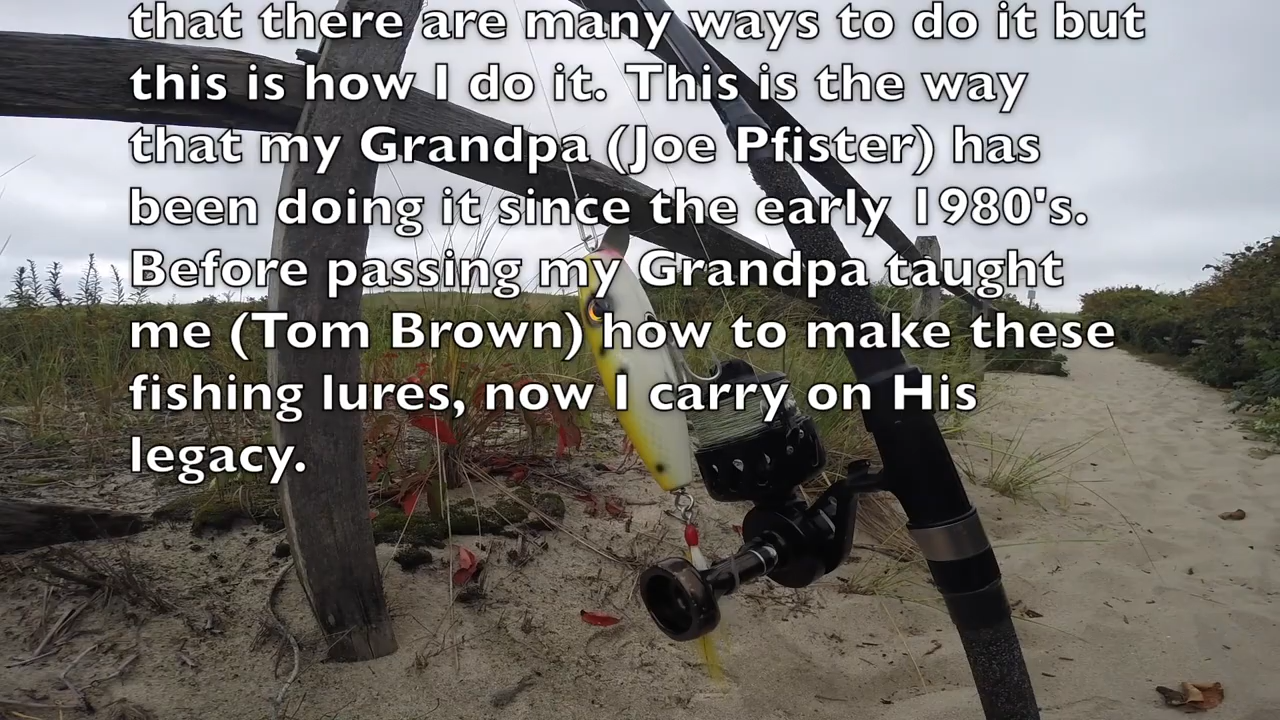 that there are many ways to do it but
this is how I do it. This is the way
that my Grandpa (Joe Pfister) has
been doing it since the early 1980's.
Before passing my Grandpa taught
me (Tom Brown) how to make these
fishing lures, now I carry on His
legacy.